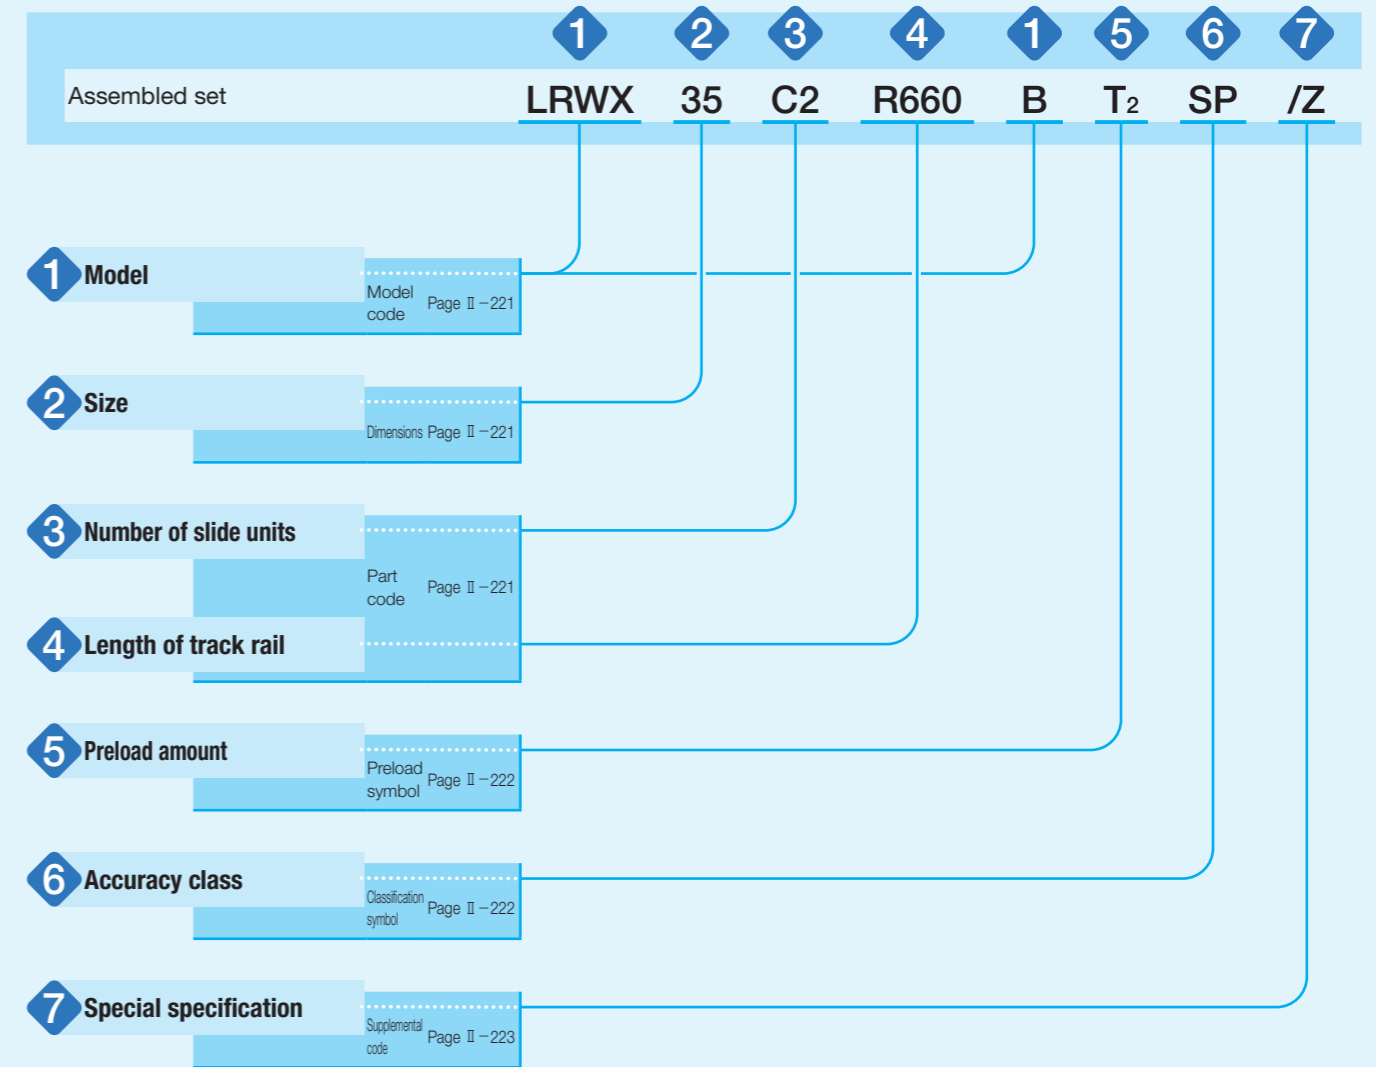 1 2 3 4 1 5 6 7
Assembled set LRWX 35 C2 R660 B T2 SP /Z
1 Model
Model code Page Ⅱ－221
2 Size
Dimensions Page Ⅱ－221
3 Number of slide units
Part code Page Ⅱ－221
4 Length of track rail
5 Preload amount
Preload symbol Page Ⅱ－222
6 Accuracy class
Classification symbol Page Ⅱ－222
7 Special specification
Supplemental code Page Ⅱ－223